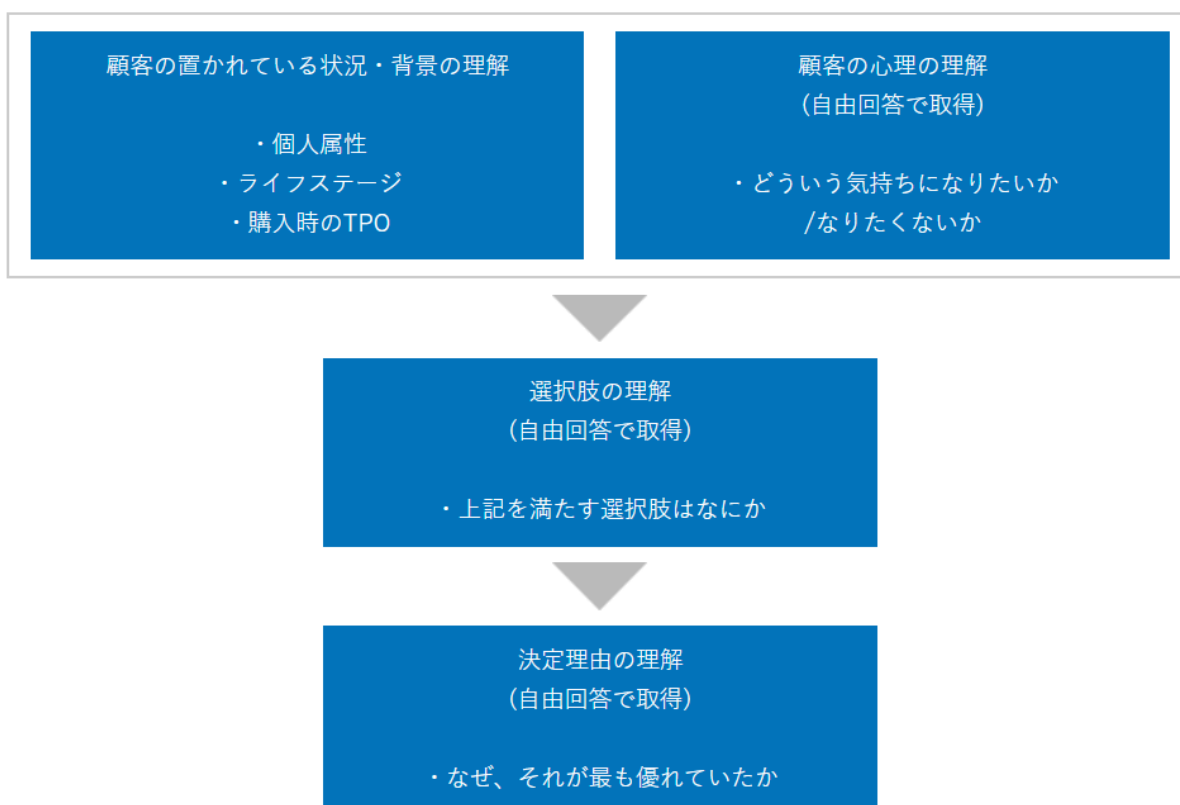 顧客の置かれている状況・背景の理解
・個人属性
・ライフステージ
・購入時のTPO
顧客の心理の理解
(自由回答で取得)
・どういう気持ちになりたいか
/なりたくないか
選択肢の理解
(自由回答で取得)
・上記を満たす選択肢はなにか
決定理由の理解
(自由回答で取得)
・なぜ、それが最も優れていたか